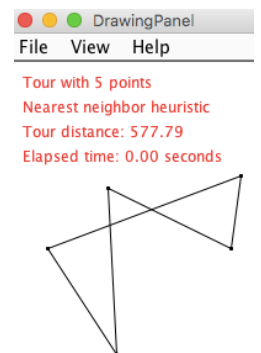 DrawingPanel
File View Help
Tour with 5 points
Nearest neighbor heuristic
Tour distance: 577.79
Elapsed time: 0.00 seconds